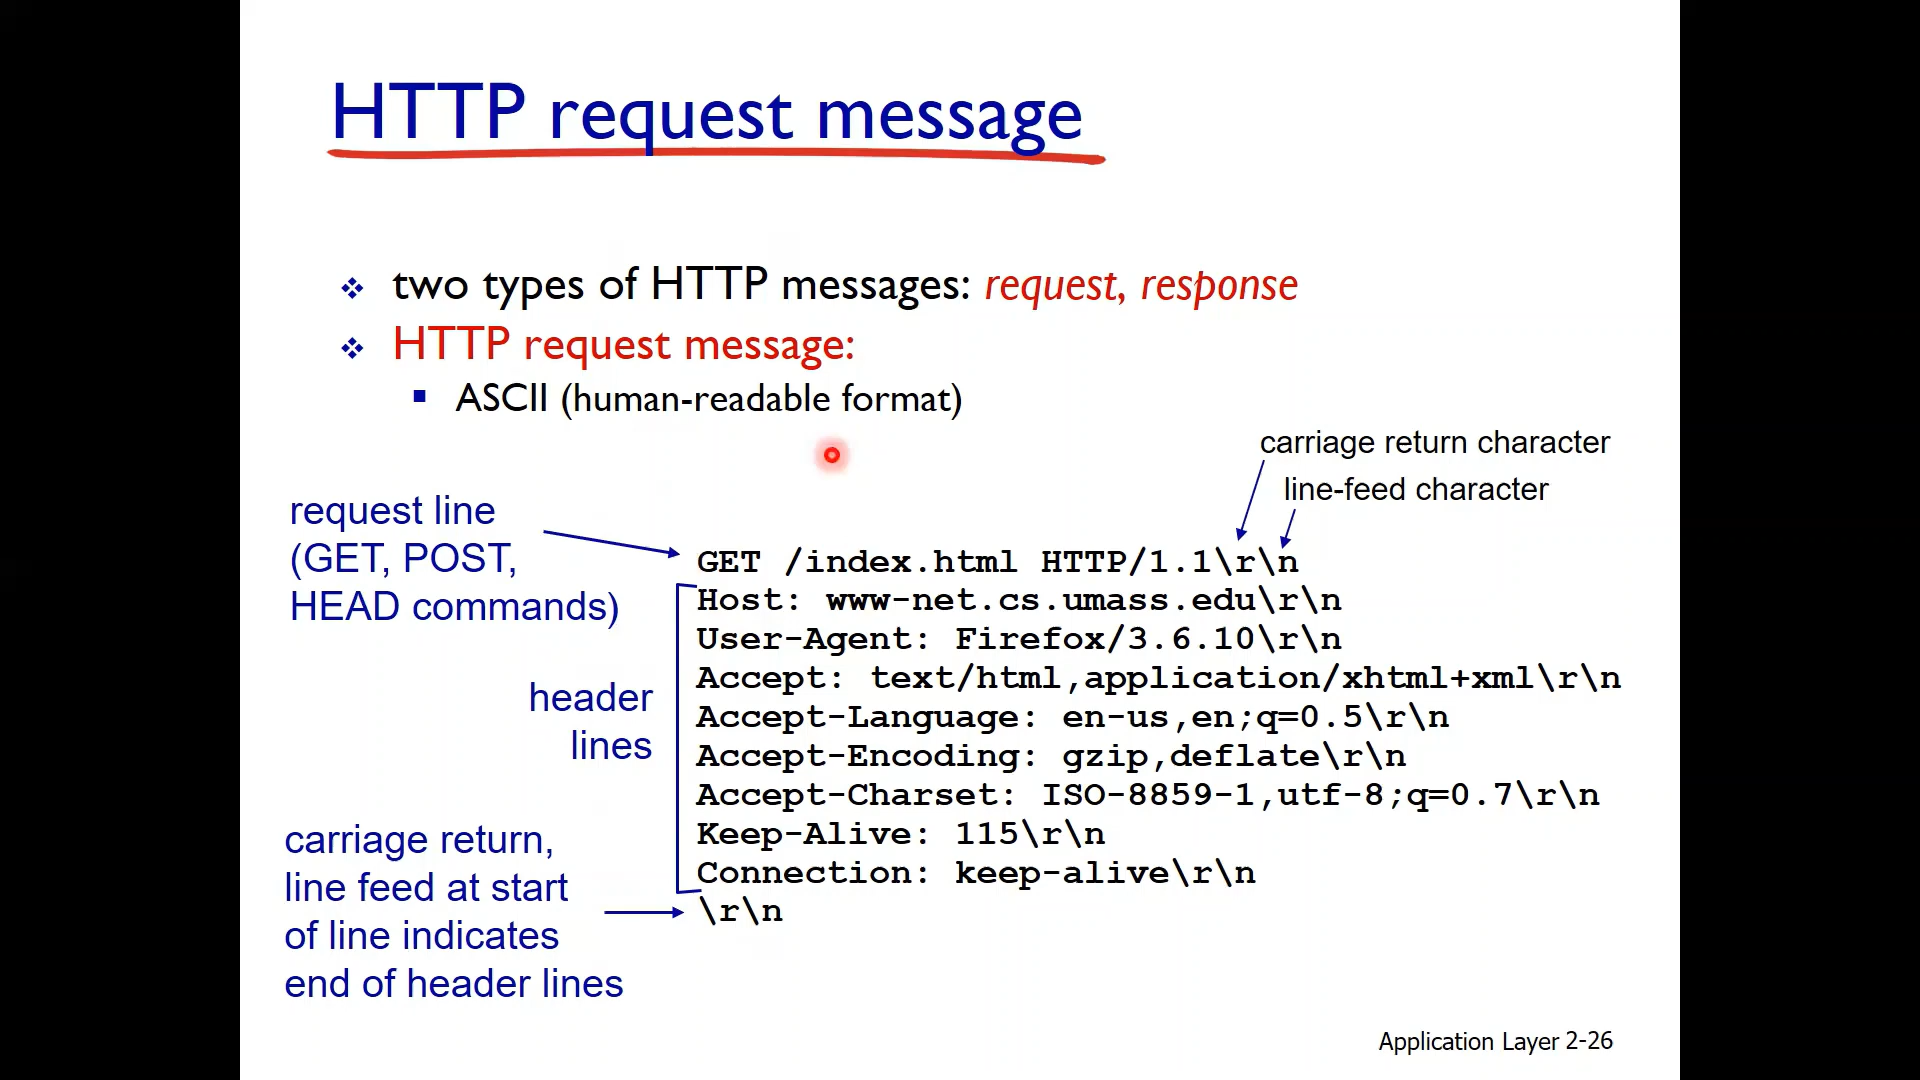 HTTP request message
two types of HTTP messages: request, response
HTTP request message:
ASCII (human-readable format)
carriage return character
line-feed character
request line
(GET, POST,
HEAD commands)
header
lines
carriage return,
line feed at start
of line indicates
end of header lines
GET /index.html HTTP/1.1\r\n
Host: www-net.cs.umass.edu\r\n
User-Agent: Firefox/3.6.10\r\n
Accept: text/html,application/xhtml+xml\r\n
Accept-Language: en-us,en;q=0.5\r\n
Accept-Encoding: gzip,deflate\r\n
Accept-Charset: ISO-8859-1,utf-8;q=0.7\r\n
Keep-Alive: 115\r\n
Connection: keep-alive\r\n
\r\n
Application Layer 2-26